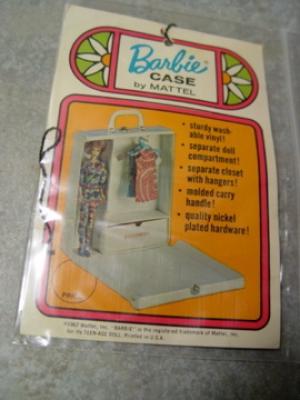 Barbie
CASE
by MATTEL
• sturdy wash-
able vinyl!
• separate doll
compartment!
• separate closet
with hangers!
• molded carry
handle!
• quality nickel
plated hardware!
©1967 Mattel, Inc. "BARBIE" is the registered trademark of Mattel, Inc.
for its TEEN-AGE DOLL. Printed in U.S.A.